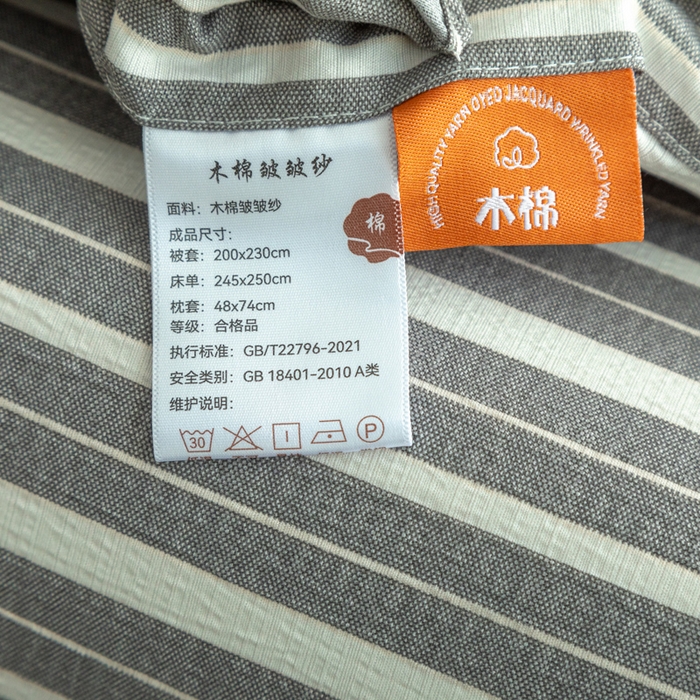 木棉皱皱纱
面料：木棉皱皱纱
成品尺寸：
被套：200x230cm
床单：245x250cm
枕套：48x74cm
等级：合格品
执行标准：GB/T22796-2021
安全类别：GB 18401-2010 A类
维护说明：
30
P
棉
HIGH QUALITY YARN DYED JACQUARD WRINKLED YARN
木棉